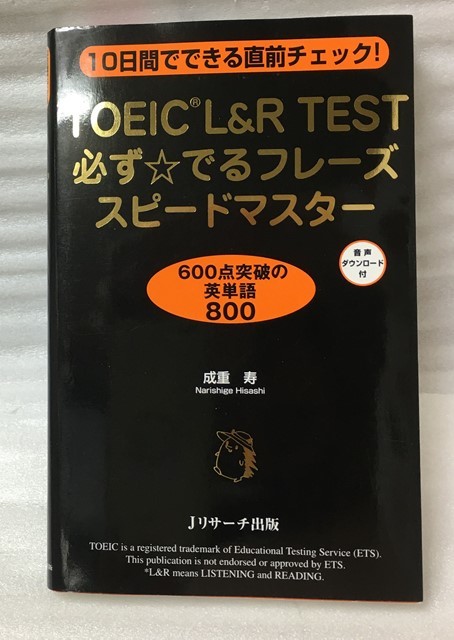 10日間でできる直前チェック!
TOEIC® L&R TEST
必ず☆でるフレーズ
スピードマスター
音声
ダウンロード
付
600点突破の
英単語
800
成重 寿
Narishige Hisashi
Jリサーチ出版
TOEIC is a registered trademark of Educational Testing Service (ETS).
This publication is not endorsed or approved by ETS.
*L&R means LISTENING and READING.